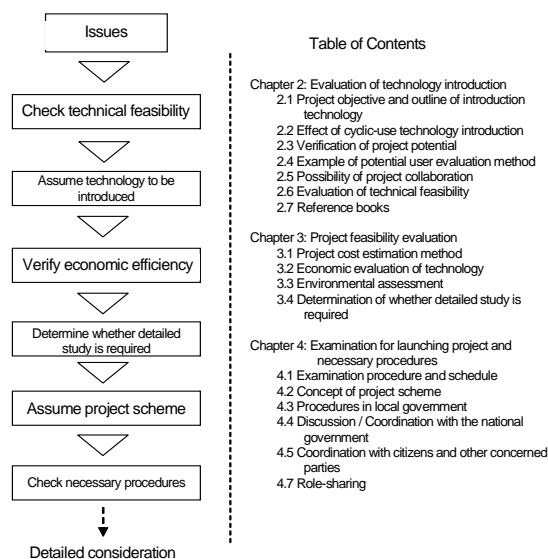 Issues
Check technical feasibility
Assume technology to be
introduced
Verify economic efficiency
Determine whether detailed
study is required
Assume project scheme
Check necessary procedures
Detailed consideration
Table of Contents
Chapter 2: Evaluation of technology introduction
2.1 Project objective and outline of introduction
technology
2.2 Effect of cyclic-use technology introduction
2.3 Verification of project potential
2.4 Example of potential user evaluation method
2.5 Possibility of project collaboration
2.6 Evaluation of technical feasibility
2.7 Reference books
Chapter 3: Project feasibility evaluation
3.1 Project cost estimation method
3.2 Economic evaluation of technology
3.3 Environmental assessment
3.4 Determination of whether detailed study is
required
Chapter 4: Examination for launching project and
necessary procedures
4.1 Examination procedure and schedule
4.2 Concept of project scheme
4.3 Procedures in local government
4.4 Discussion / Coordination with the national
government
4.5 Coordination with citizens and other concerned
parties
4.7 Role-sharing